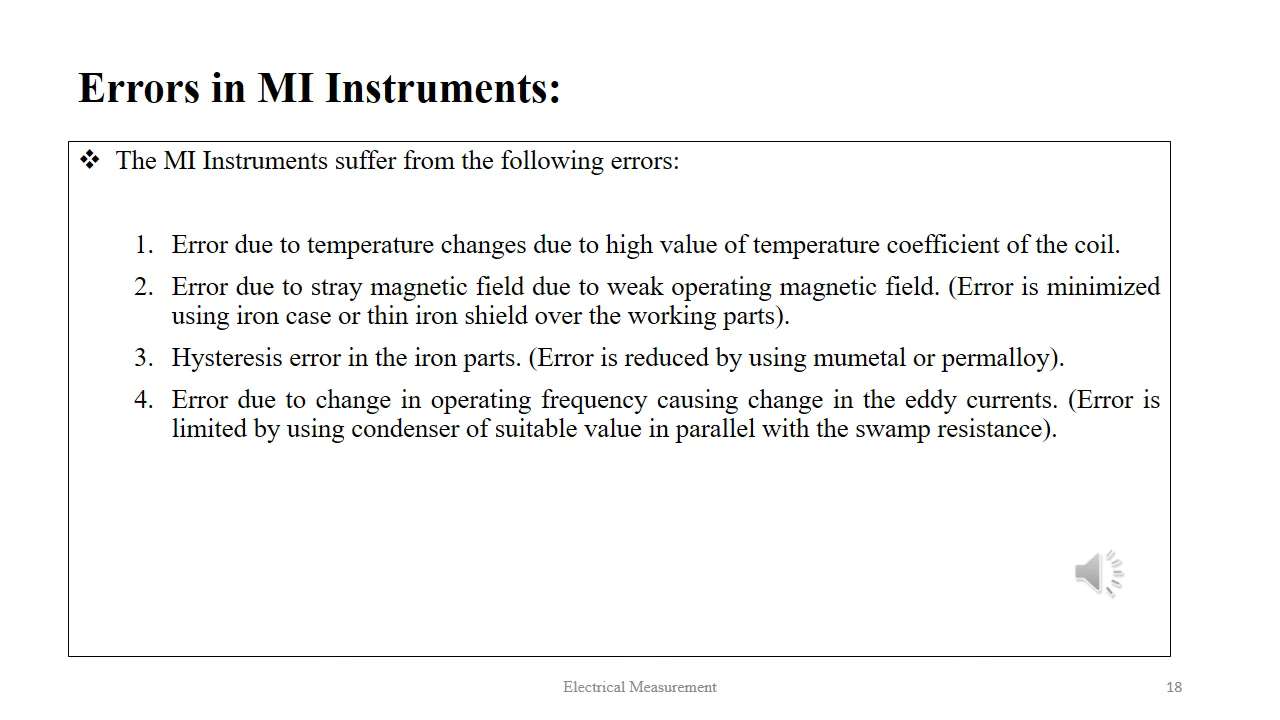 Errors in MI Instruments:
❖ The MI Instruments suffer from the following errors:
1. Error due to temperature changes due to high value of temperature coefficient of the coil.
2. Error due to stray magnetic field due to weak operating magnetic field. (Error is minimized
using iron case or thin iron shield over the working parts).
3. Hysteresis error in the iron parts. (Error is reduced by using mumetal or permalloy).
4. Error due to change in operating frequency causing change in the eddy currents. (Error is
limited by using condenser of suitable value in parallel with the swamp resistance).
Electrical Measurement
18